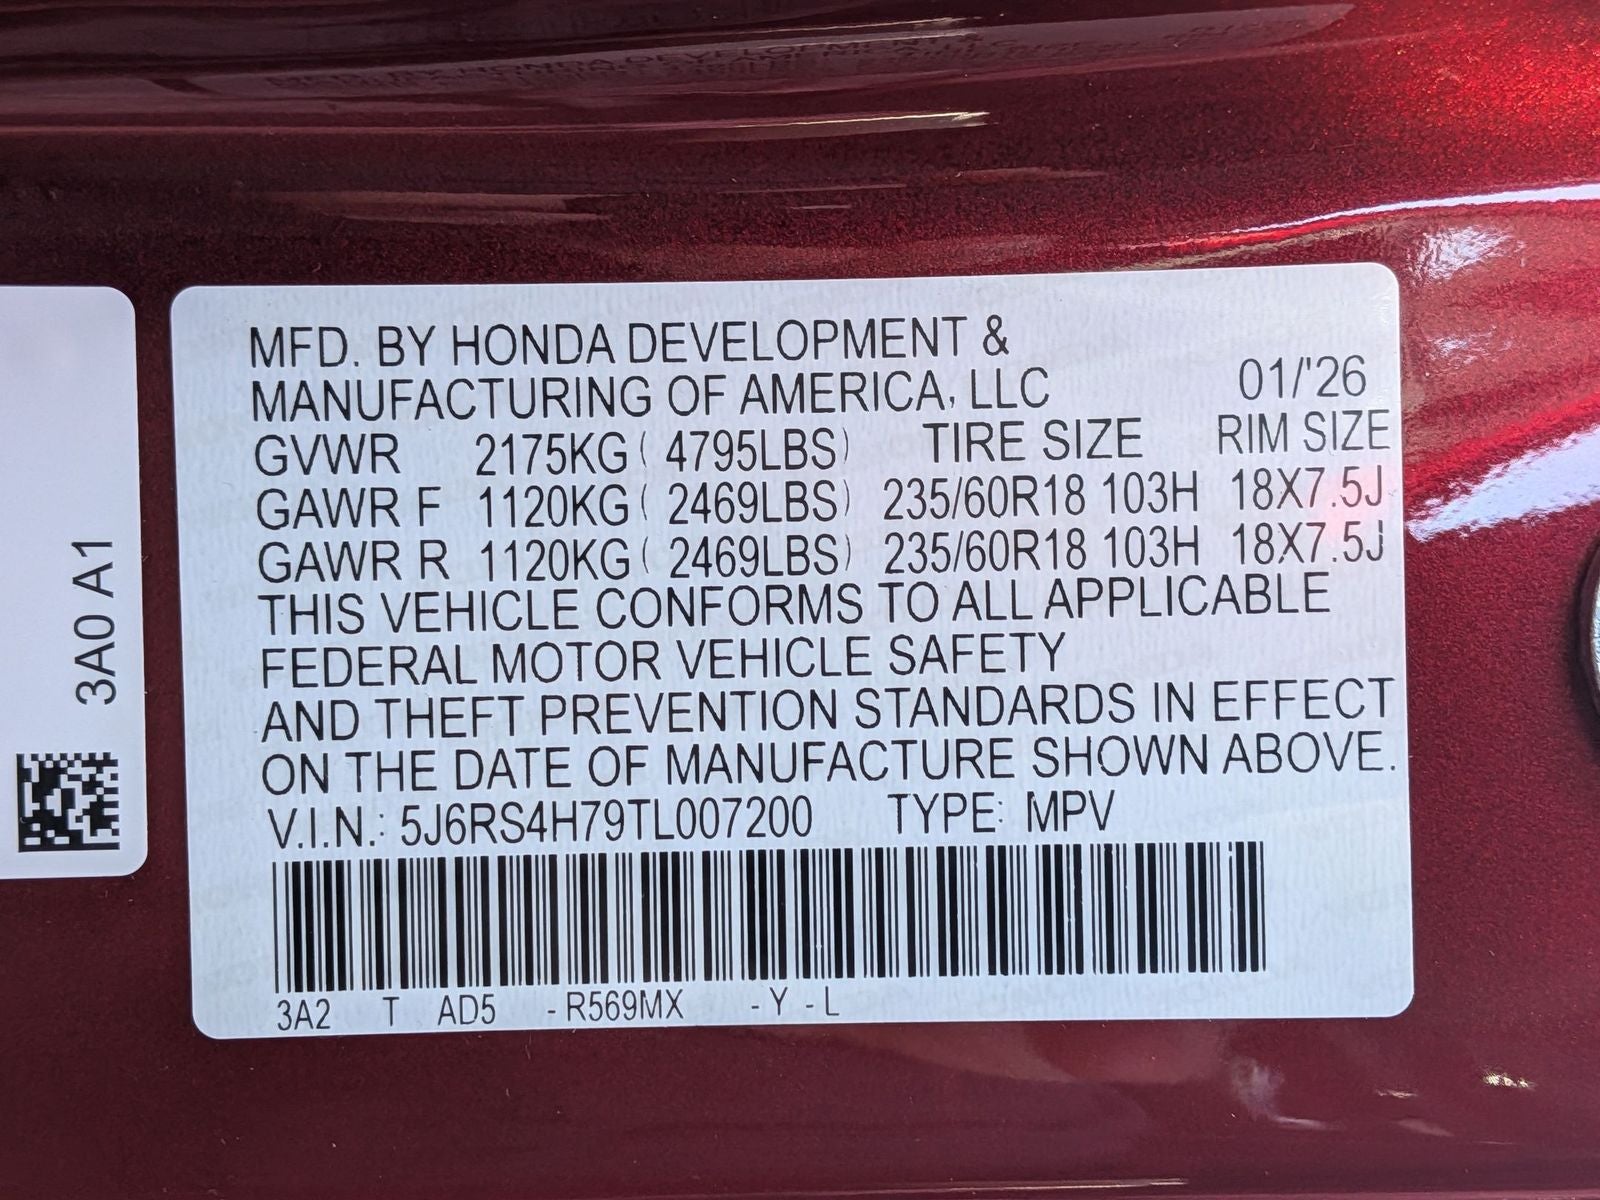 MFD. BY HONDA DEVELOPMENT &
MANUFACTURING OF AMERICA, LLC 01/'26
GVWR 2175KG ( 4795LBS) TIRE SIZE RIM SIZE
GAWR F 1120KG ( 2469LBS) 235/60R18 103H 18X7.5J
GAWR R 1120KG ( 2469LBS) 235/60R18 103H 18X7.5J
THIS VEHICLE CONFORMS TO ALL APPLICABLE
FEDERAL MOTOR VEHICLE SAFETY
AND THEFT PREVENTION STANDARDS IN EFFECT
ON THE DATE OF MANUFACTURE SHOWN ABOVE.
V.I.N.: 5J6RS4H79TL007200 TYPE: MPV
3A2 T AD5 - R569MX - Y - L
3A0 A1